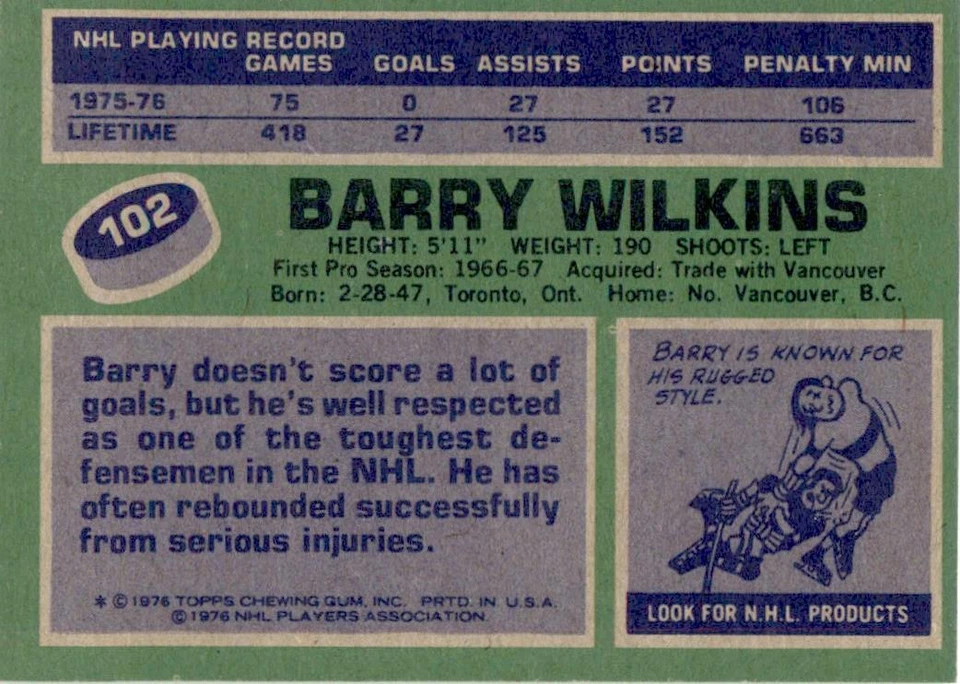 NHL PLAYING RECORD
GAMES GOALS ASSISTS POINTS PENALTY MIN
1975-76 75 0 27 27 106
LIFETIME 418 27 125 152 663
102
BARRY WILKINS
HEIGHT: 5'11" WEIGHT: 190 SHOOTS: LEFT
First Pro Season: 1966-67 Acquired: Trade with Vancouver
Born: 2-28-47, Toronto, Ont. Home: No. Vancouver, B.C.
Barry doesn't score a lot of
goals, but he's well respected
as one of the toughest de-
fensemen in the NHL. He has
often rebounded successfully
from serious injuries.
* © 1976 TOPPS CHEWING GUM, INC. PRTD. IN U.S.A.
© 1976 NHL PLAYERS ASSOCIATION.
BARRY IS KNOWN FOR
HIS RUGGED
STYLE.
LOOK FOR N.H.L. PRODUCTS